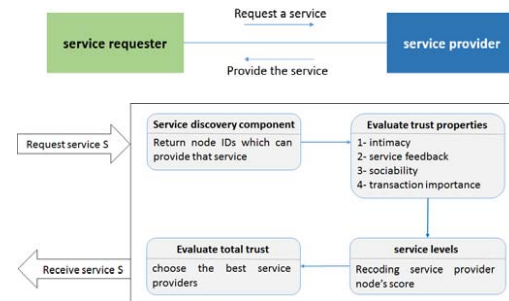 Request a service
service requester
service provider
Provide the service
Request service S
Service discovery component
Return node IDs which can
provide that service
Evaluate trust properties
1- intimacy
2- service feedback
3- sociability
4- transaction importance
Evaluate total trust
choose the best service
providers
service levels
Recoding service provider
node's score
Receive service S